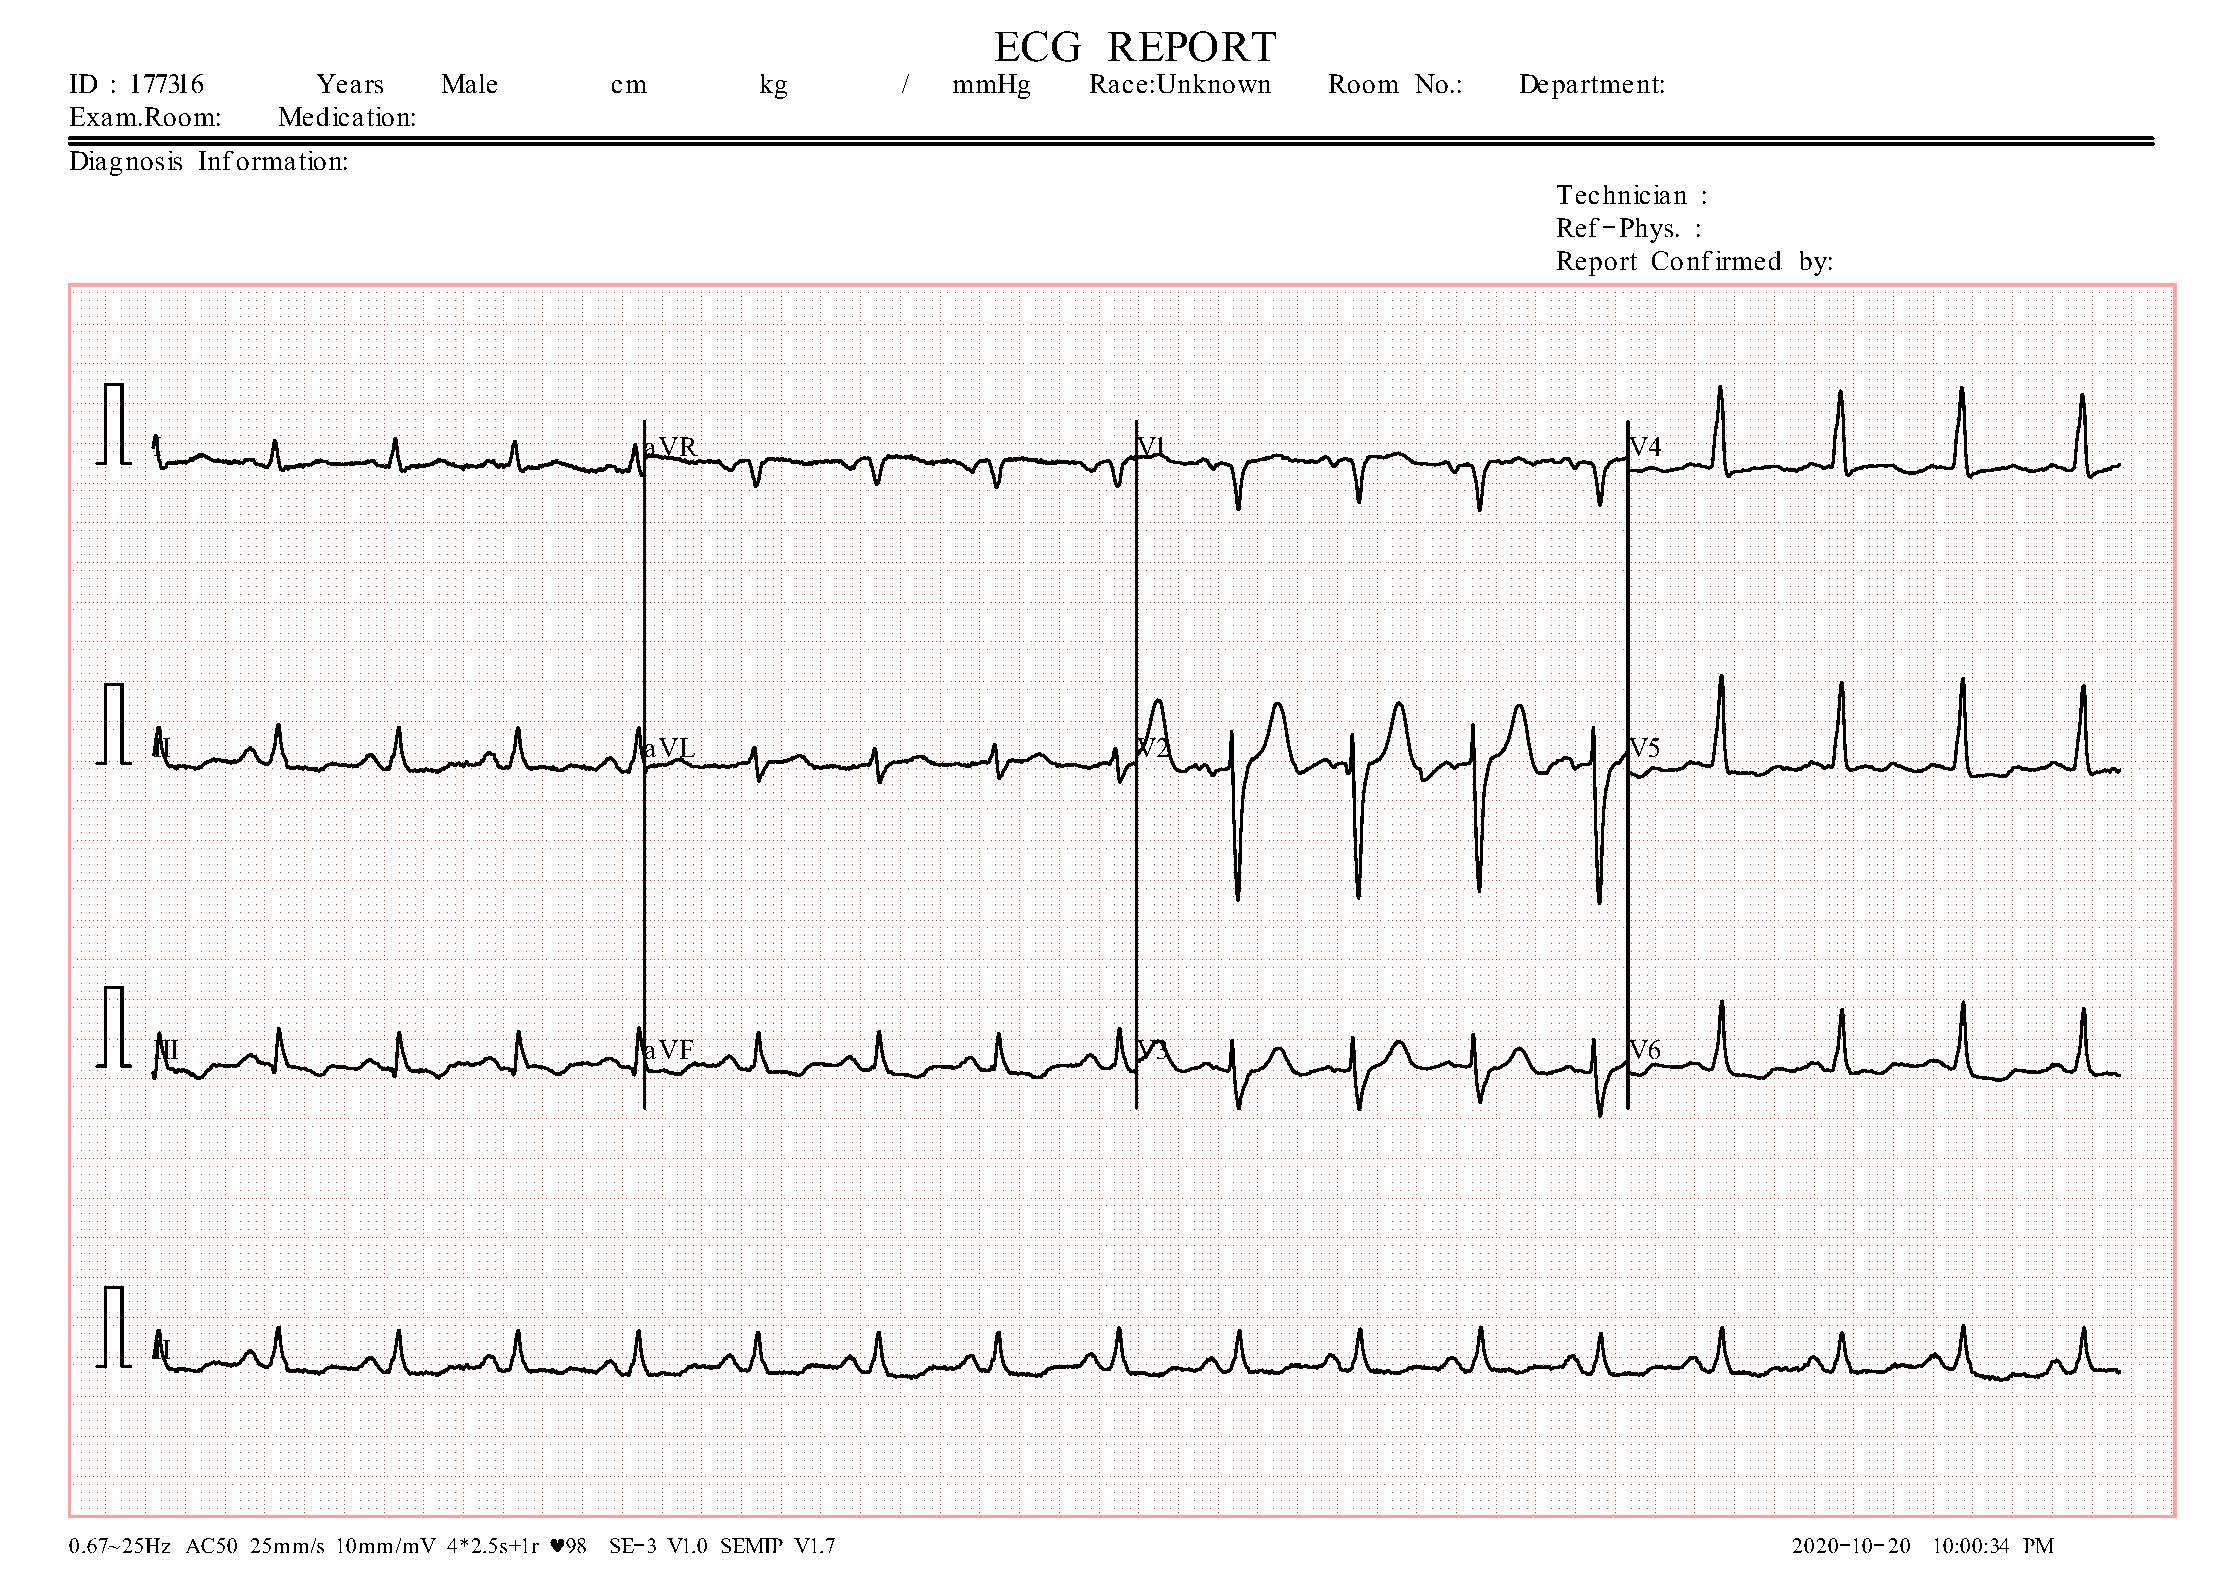 ECG REPORT
ID : 177316 Years Male cm kg / mmHg Race:Unknown Room No.: Department:
Exam.Room: Medication:
Diagnosis Information:
Technician :
Ref-Phys. :
Report Confirmed by:
aVR V1 V4
II aVL V2 V5
III aVF V3 V6
II
0.67~25Hz AC50 25mm/s 10mm/mV 4*2.5s+1r ♥98 SE-3 V1.0 SEMIP V1.7 2020-10-20 10:00:34 PM